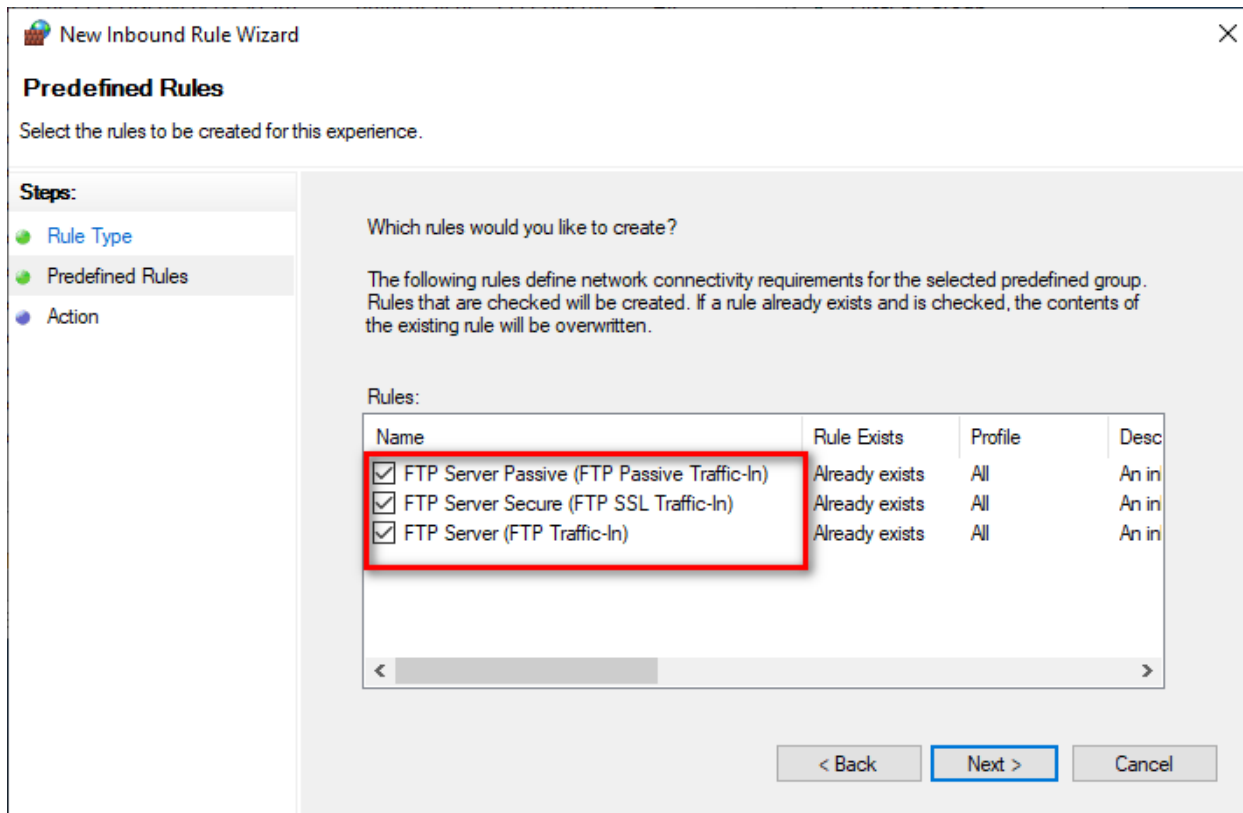 New Inbound Rule Wizard
Predefined Rules
Select the rules to be created for this experience.
Steps:
Rule Type
Predefined Rules
Action
Which rules would you like to create?
The following rules define network connectivity requirements for the selected predefined group.
Rules that are checked will be created. If a rule already exists and is checked, the contents of
the existing rule will be overwritten.
Rules:
Name Rule Exists Profile Desc
FTP Server Passive (FTP Passive Traffic-In) Already exists All An in
FTP Server Secure (FTP SSL Traffic-In) Already exists All An in
FTP Server (FTP Traffic-In) Already exists All An in
< Back Next > Cancel